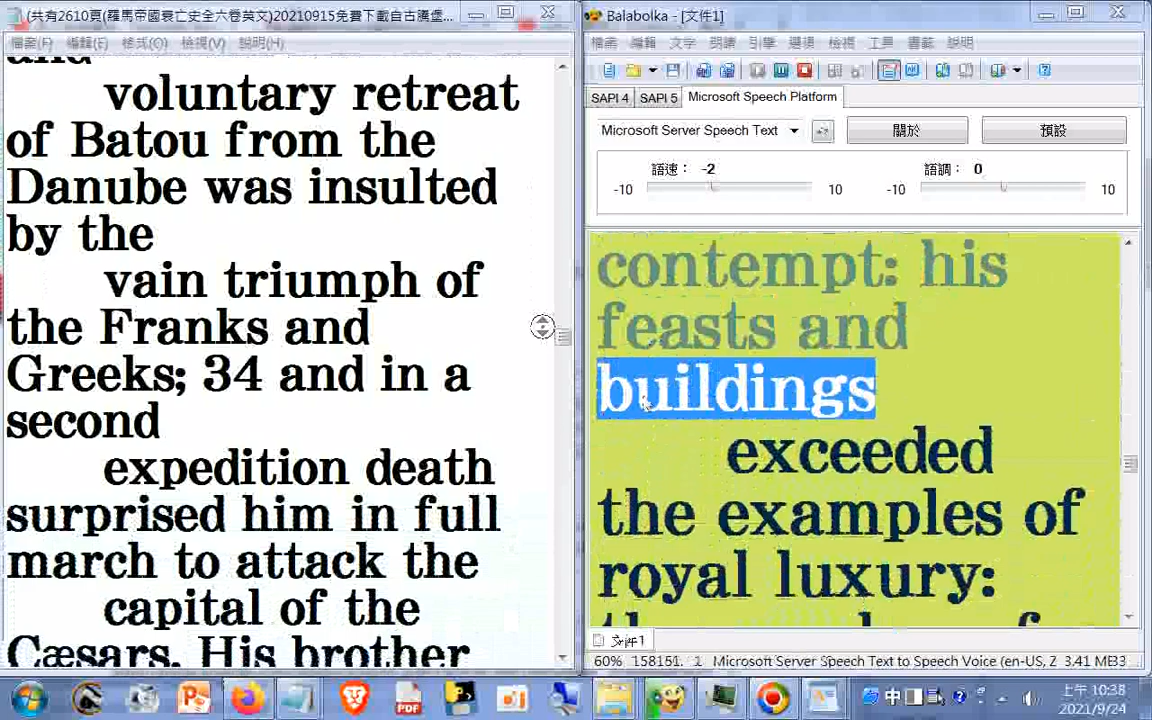 (共有2610頁(羅馬帝國衰亡史全六卷英文)20210915免費下載自古騰堡...
檔案(F) 編輯(E) 格式(O) 檢視(V) 說明(H)
and
voluntary retreat
of Batou from the
Danube was insulted
by the
vain triumph of
the Franks and
Greeks; 34 and in a
second
expedition death
surprised him in full
march to attack the
capital of the
Cæsars. His brother
Balabolka - [文件1]
檔案 編輯 文字 朗讀 引擎 選項 檢視 工具 書籤 說明
SAPI 4 SAPI 5 Microsoft Speech Platform
Microsoft Server Speech Text
關於
預設
語速: -2
-10 10
語調: 0
-10 10
contempt: his
feasts and
buildings
exceeded
the examples of
royal luxury:
文件1
60% 158151. 1 Microsoft Server Speech Text to Speech Voice (en-US, Z 3.41 MB
PDF
中
上午 10:38
2021/9/24